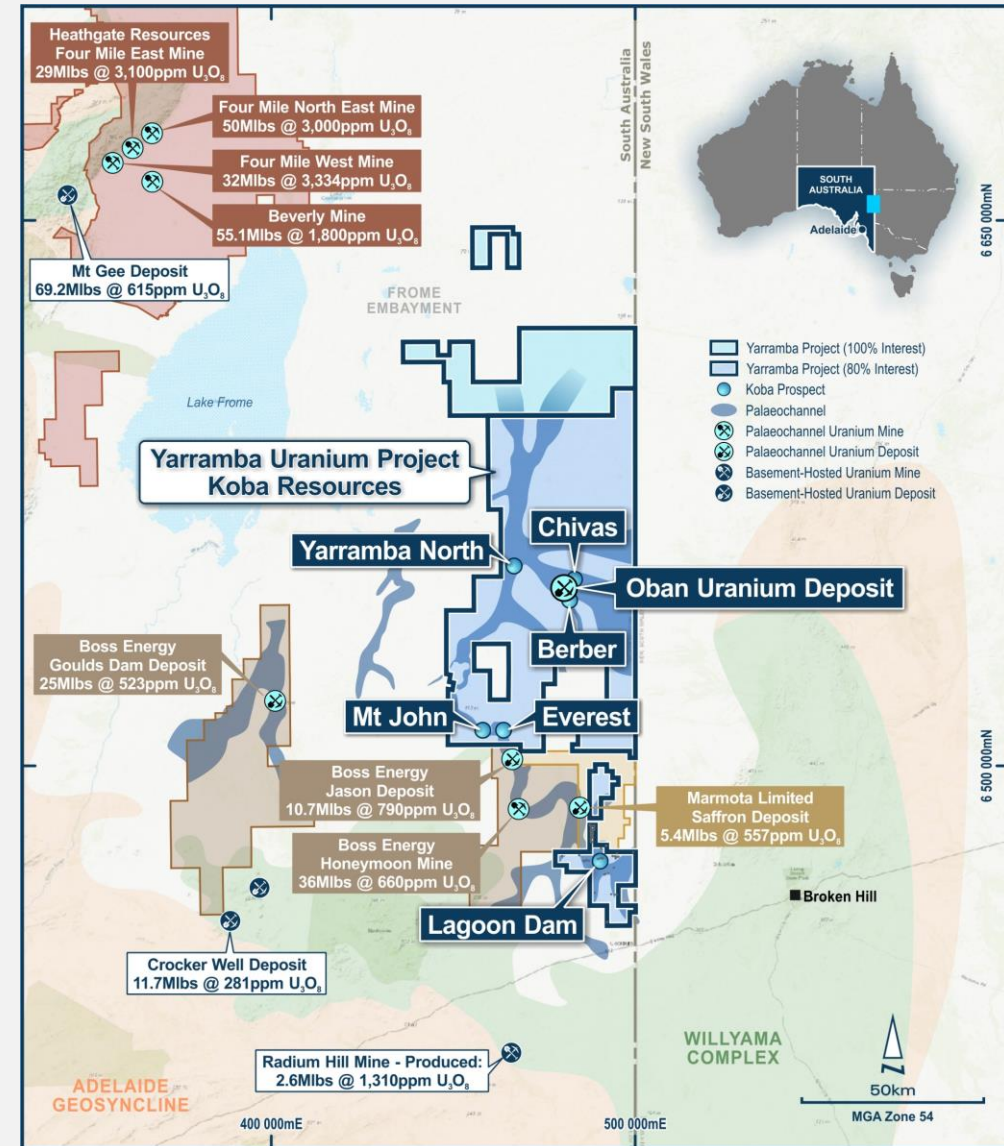 Heathgate Resources
Four Mile East Mine
29Mlbs @ 3,100ppm U₃O₈
Four Mile North East Mine
50Mlbs @ 3,000ppm U₃O₈
Four Mile West Mine
32Mlbs @ 3,334ppm U₃O₈
Beverly Mine
55.1Mlbs @ 1,800ppm U₃O₈
Mt Gee Deposit
69.2Mlbs @ 615ppm U₃O₈
FROME
EMBAYMENT
Lake Frome
South Australia
New South Wales
SOUTH
AUSTRALIA
Adelaide
6 650 000mN
Yarramba Project (100% Interest)
Yarramba Project (80% Interest)
Koba Prospect
Palaeochannel
Palaeochannel Uranium Mine
Palaeochannel Uranium Deposit
Basement-Hosted Uranium Mine
Basement-Hosted Uranium Deposit
Yarramba Uranium Project
Koba Resources
Chivas
Yarramba North
Oban Uranium Deposit
Berber
Boss Energy
Goulds Dam Deposit
25Mlbs @ 523ppm U₃O₈
Mt John
Everest
6 500 000mN
Boss Energy
Jason Deposit
10.7Mlbs @ 790ppm U₃O₈
Marmota Limited
Saffron Deposit
5.4Mlbs @ 557ppm U₃O₈
Boss Energy
Honeymoon Mine
36Mlbs @ 660ppm U₃O₈
Broken Hill
Lagoon Dam
Crocker Well Deposit
11.7Mlbs @ 281ppm U₃O₈
WILLYAMA
COMPLEX
Radium Hill Mine - Produced:
2.6Mlbs @ 1,310ppm U₃O₈
ADELAIDE
GEOSYNCLINE
N
50km
MGA Zone 54
400 000mE
500 000mE